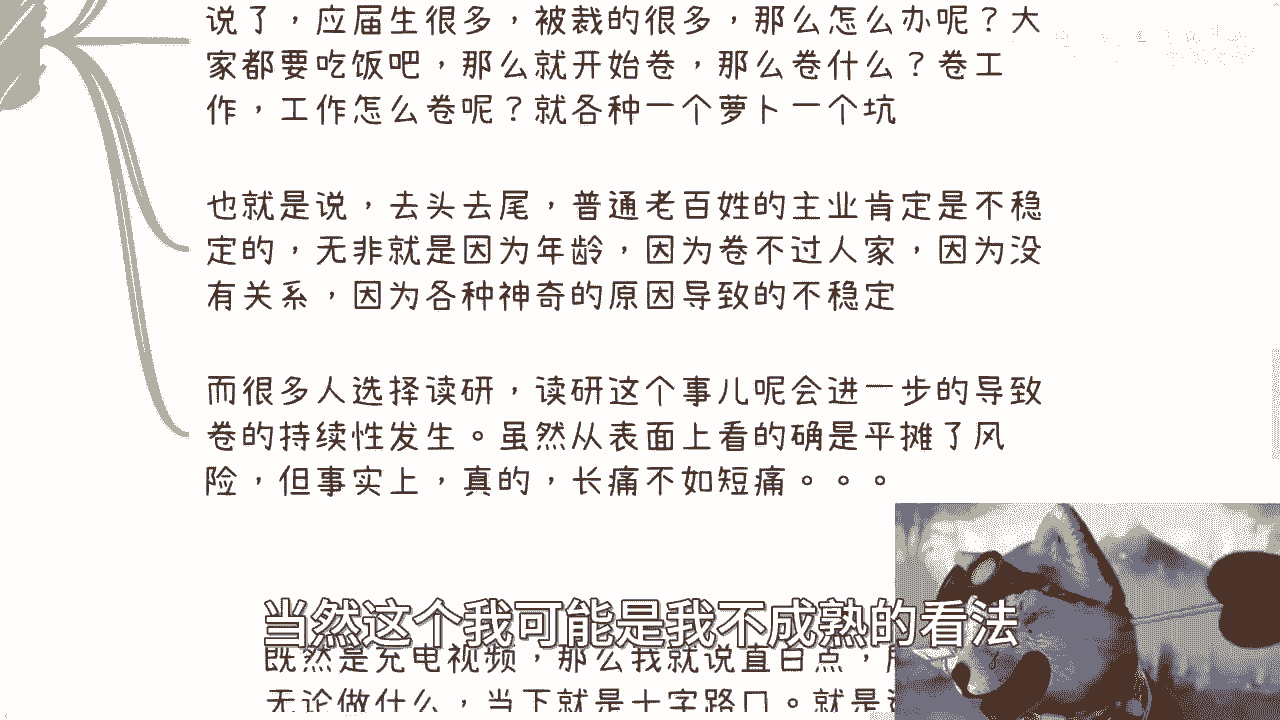 说了，应届生很多，被裁的很多，那么怎么办呢？大
家都要吃饭吧，那么就开始卷，那么卷什么？卷工
作，工作怎么卷呢？就各种一个萝卜一个坑
也就是说，去头去尾，普通老百姓的主业肯定是不稳
定的，无非就是因为年龄，因为卷不过人家，因为没
有关系，因为各种神奇的原因导致的不稳定
而很多人选择读研，读研这个事儿呢会进一步的导致
卷的持续性发生。虽然从表面上看的确是平摊了风
险，但事实上，真的，长痛不如短痛。。。
当然这个我可能是我不成熟的看法
既然是充电视频，那么我就说直白点，
无论做什么，当下就是十字路口。就是